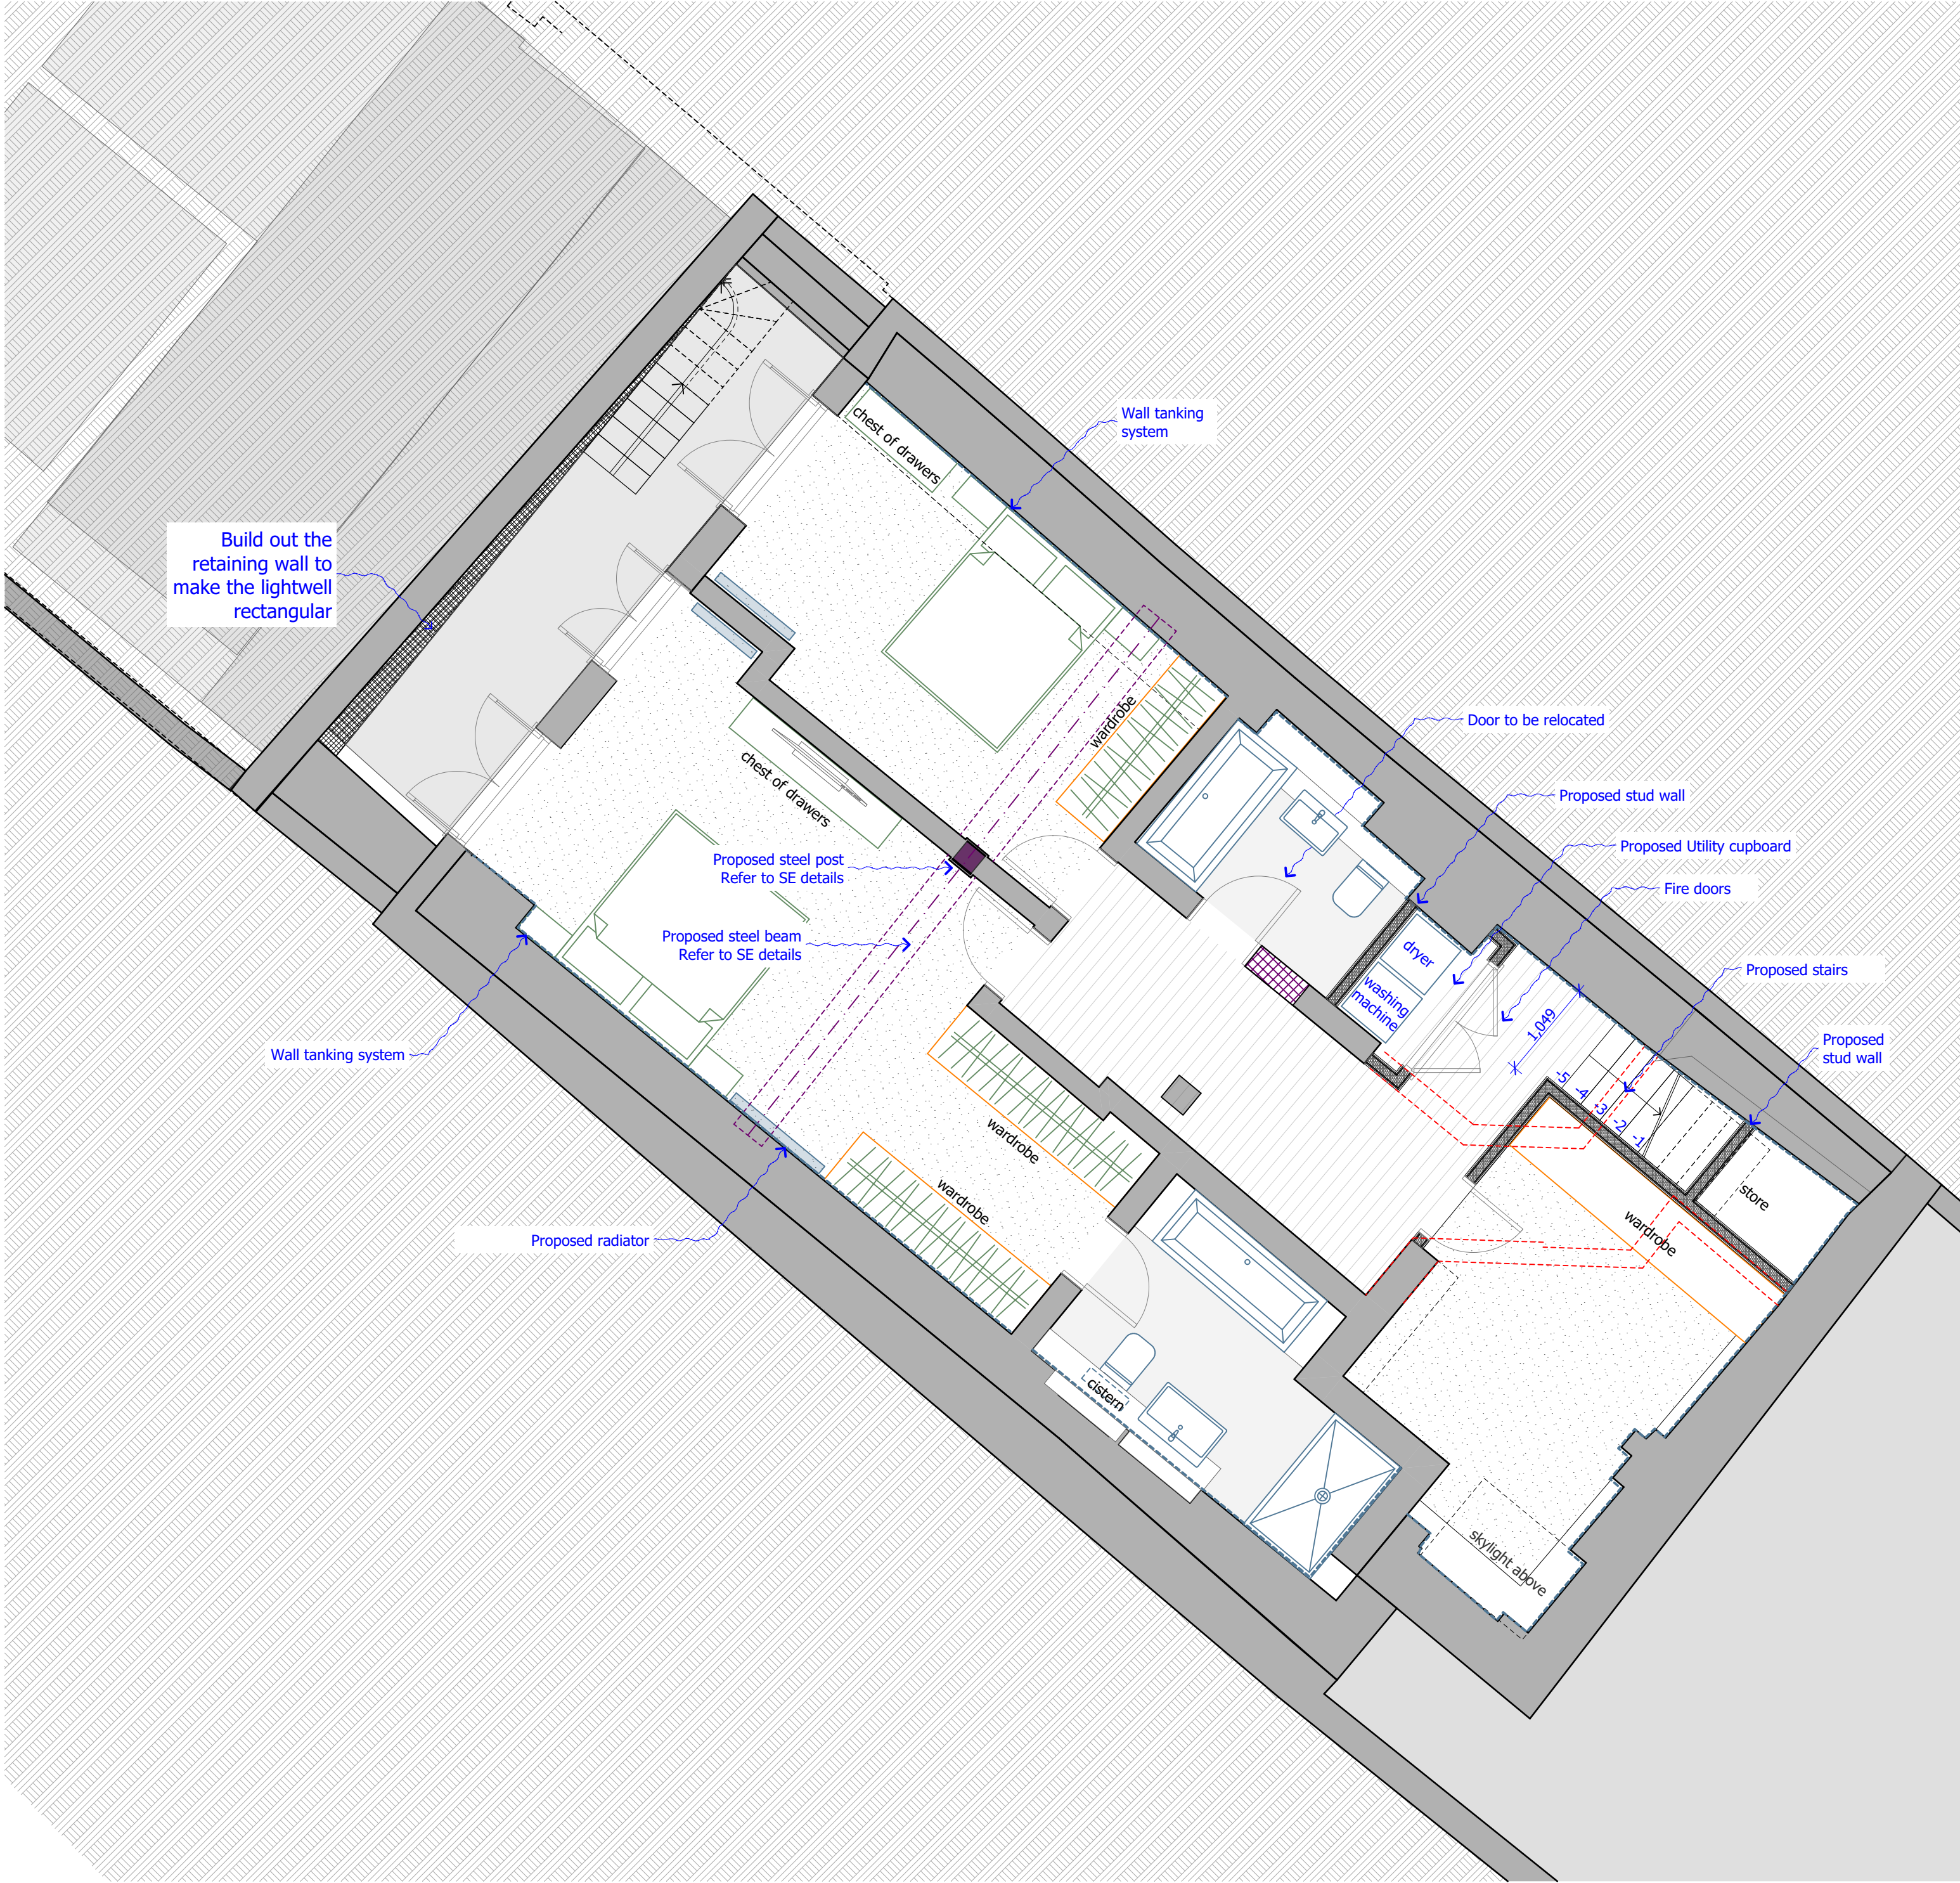 Wall tanking
system
chest of drawers
Build out the
retaining wall to
make the lightwell
rectangular
wardrobe
Door to be relocated
chest of drawers
Proposed stud wall
Proposed steel post
Refer to SE details
Proposed Utility cupboard
Fire doors
Proposed steel beam
Refer to SE details
dryer
washing
machine
Proposed stairs
1,049
Wall tanking system
Proposed
stud wall
-5
-4
-3
-2
-1
wardrobe
store
wardrobe
wardrobe
Proposed radiator
cistern
skylight above